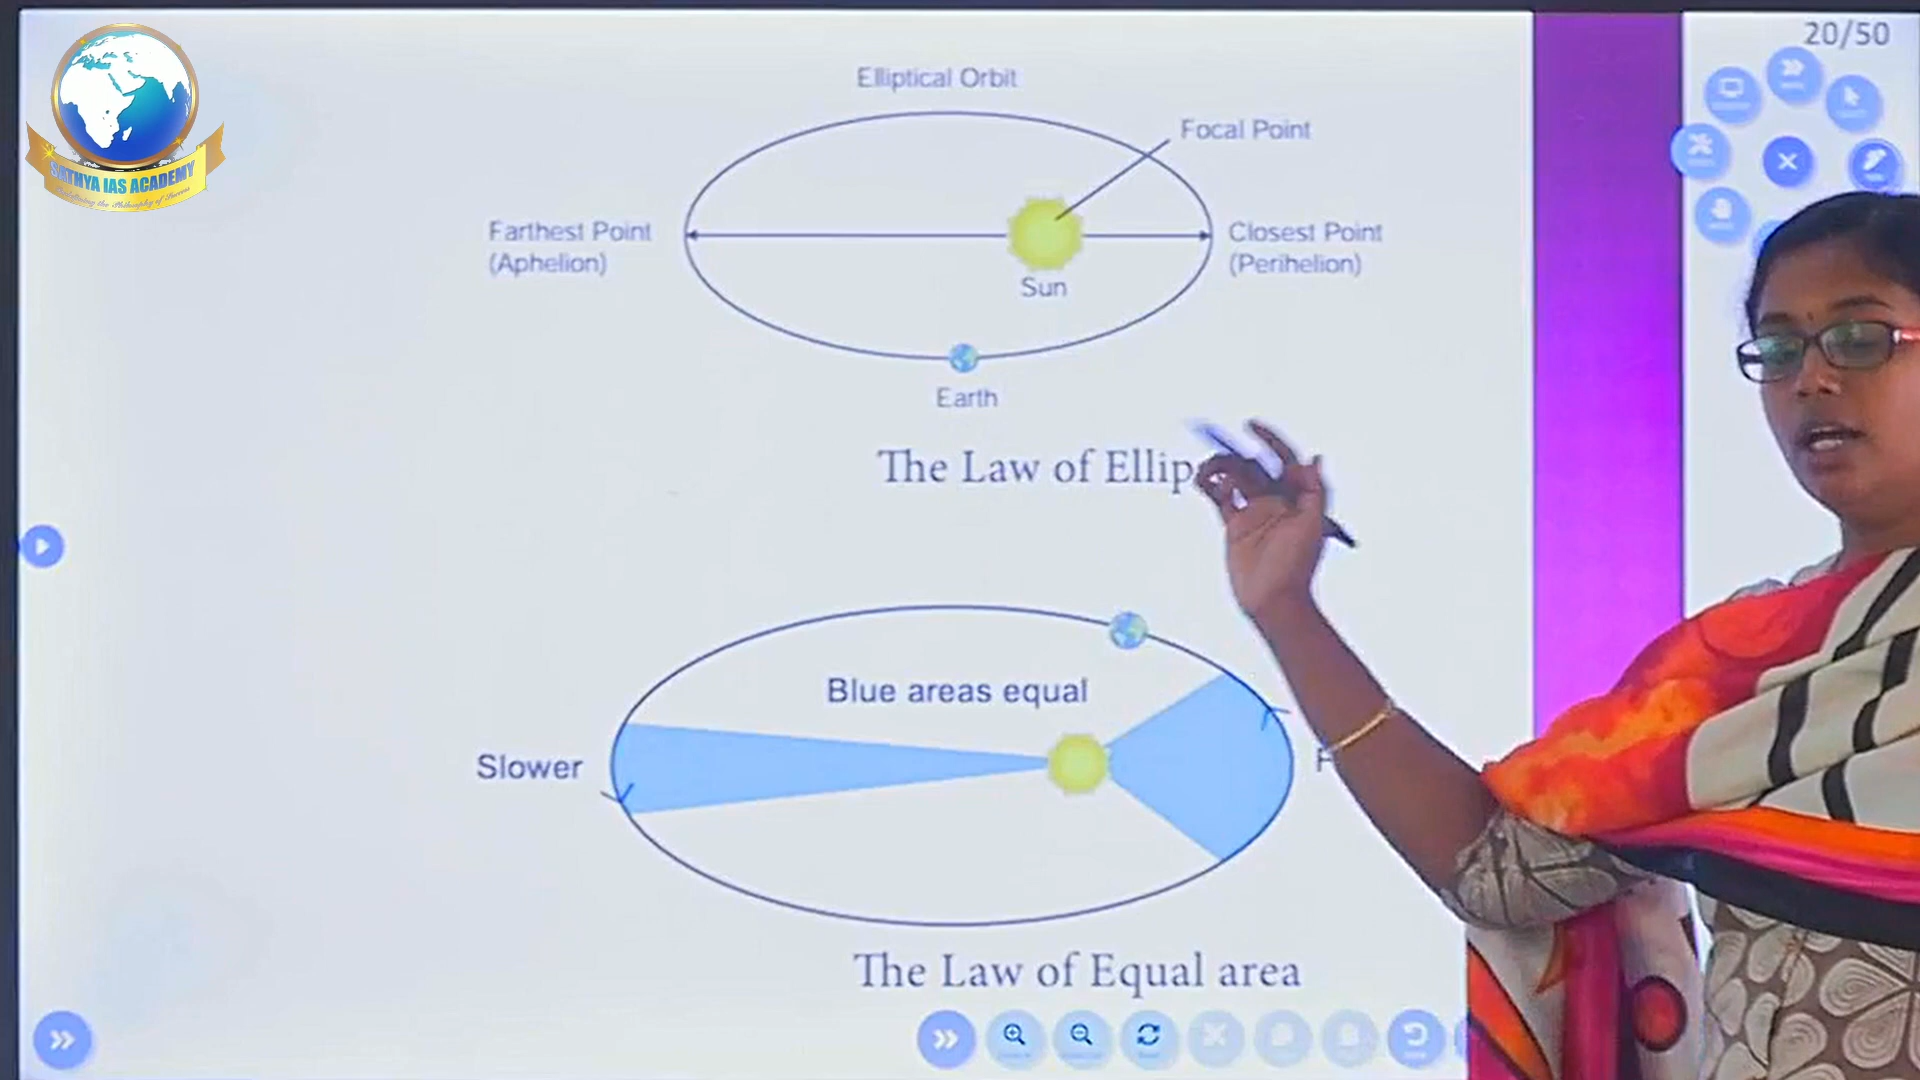 20/50
SATHYA IAS ACADEMY
Elliptical Orbit
Focal Point
Farthest Point
(Aphelion)
Closest Point
(Perihelion)
Sun
Earth
The Law of Ellip
Blue areas equal
Slower
F
The Law of Equal area